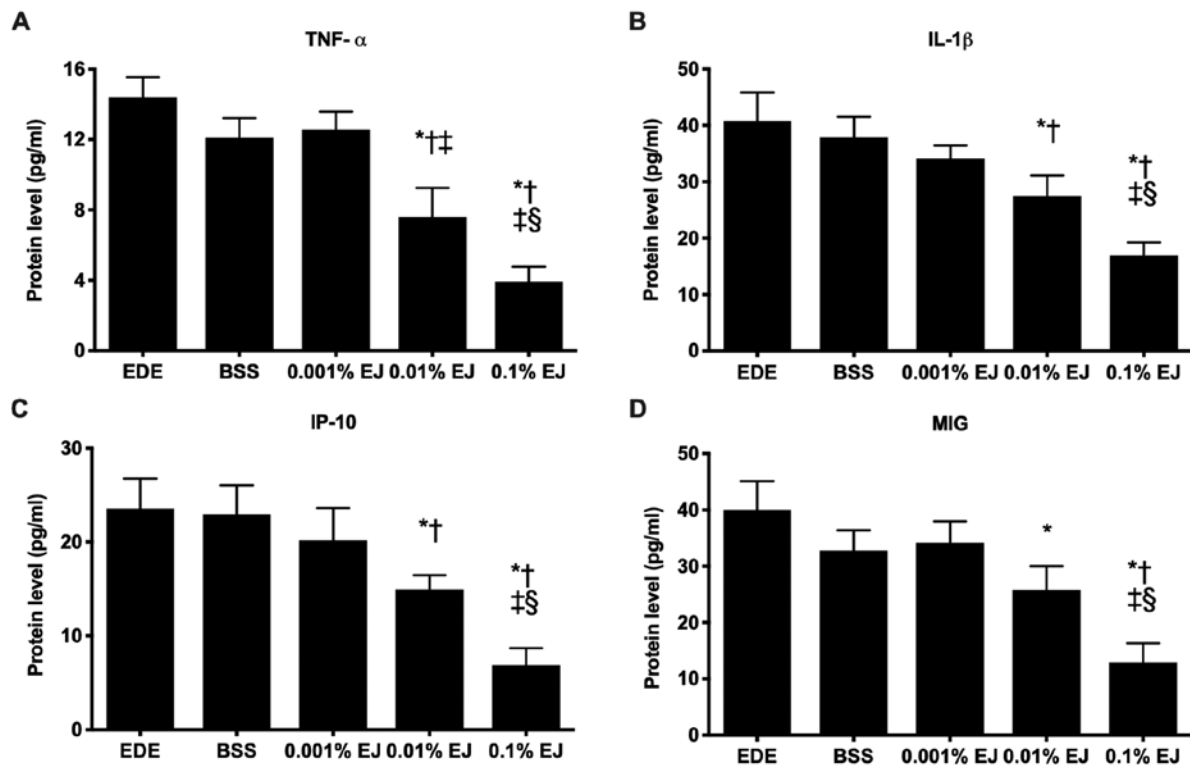 A
TNF- α
Protein level (pg/ml)
16
12
8
4
0
*†‡
*†
‡§
EDE BSS 0.001% EJ 0.01% EJ 0.1% EJ
B
IL-1β
Protein level (pg/ml)
50
40
30
20
10
0
*†
*†
‡§
EDE BSS 0.001% EJ 0.01% EJ 0.1% EJ
C
IP-10
Protein level (pg/ml)
30
20
10
0
*†
*†
‡§
EDE BSS 0.001% EJ 0.01% EJ 0.1% EJ
D
MIG
Protein level (pg/ml)
50
40
30
20
10
0
*
*†
‡§
EDE BSS 0.001% EJ 0.01% EJ 0.1% EJ